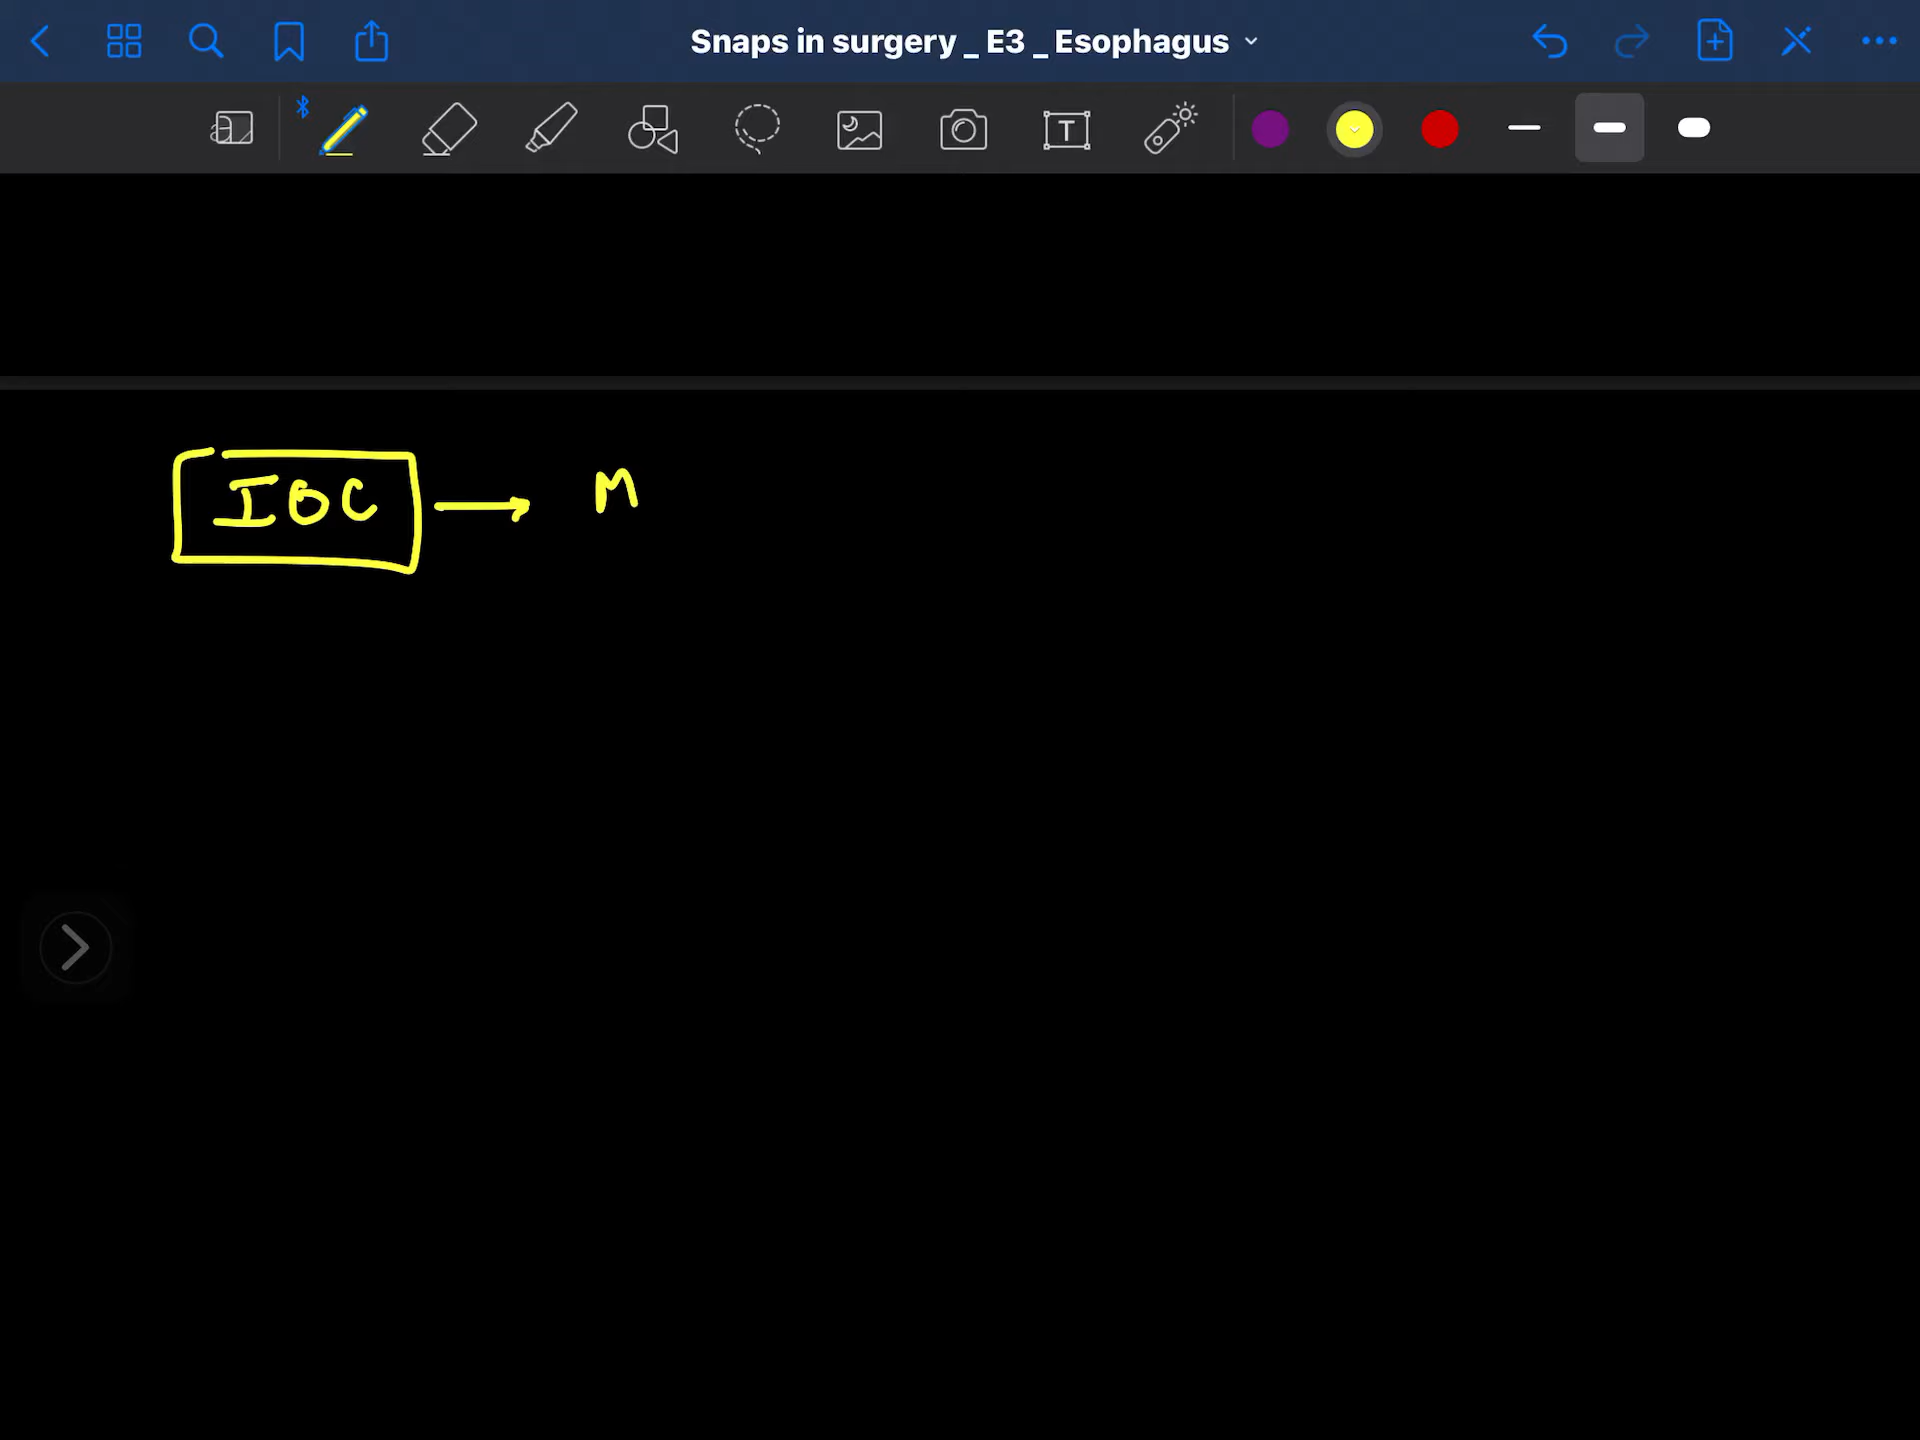 Snaps in surgery _ E3 _ Esophagus
T
IOC → M